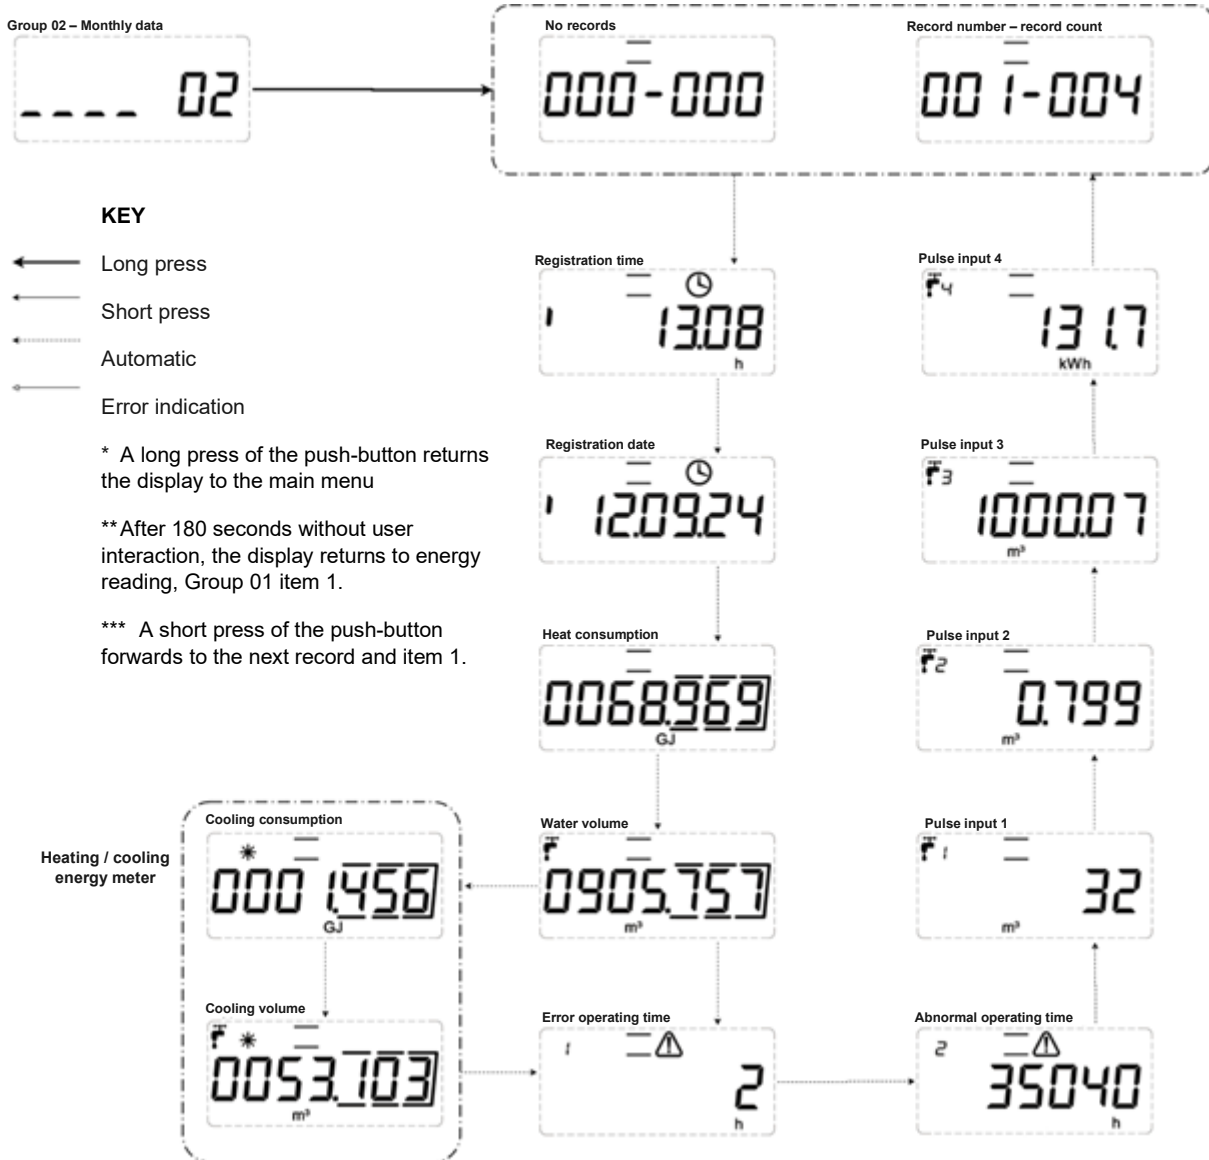 Group 02 – Monthly data
_ _ _ _ 02
No records
000-000
Record number – record count
001-004
KEY
Long press
Short press
Automatic
Error indication
* A long press of the push-button returns
the display to the main menu
**After 180 seconds without user
interaction, the display returns to energy
reading, Group 01 item 1.
*** A short press of the push-button
forwards to the next record and item 1.
Registration time
13.08
h
Registration date
12.09.24
Heat consumption
0068.969
GJ
Water volume
0905.757
m³
Heating / cooling
energy meter
Cooling consumption
0001.456
GJ
Cooling volume
0053.103
m³
Error operating time
1
2
h
Abnormal operating time
2
35040
h
Pulse input 1
1
32
m³
Pulse input 2
2
0.799
m³
Pulse input 3
3
1000.07
m³
Pulse input 4
4
131.7
kWh